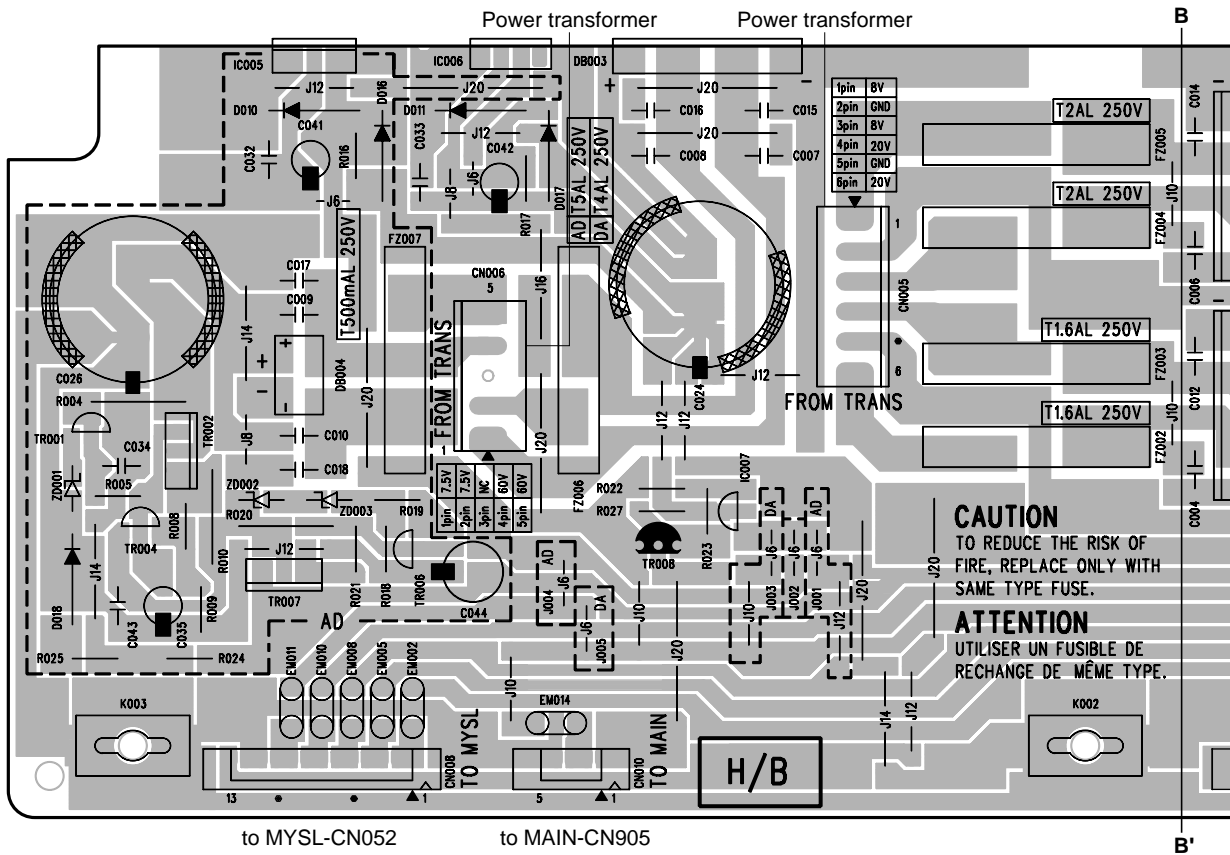 Power transformer
Power transformer
B
IC005
IC006
DB003
+
-
J12
D016
J20
J20
D010
C041
D011
C033
J12
C042
C016
C015
J20
C008
C007
C032
R016
J6
J8
J6
R017
D017
AD T5AL 250V
DA T4AL 250V
1pin 8V
2pin GND
3pin 8V
4pin 20V
5pin GND
6pin 20V
T2AL 250V
FZ005
C014
J10
T2AL 250V
FZ004
C006
1
CN005
6
FROM TRANS
T1.6AL 250V
FZ003
C012
J10
T1.6AL 250V
FZ002
C004
T500mAL 250V
FZ007
C017
C009
J14
+
-
+
-
DB004
J20
CN006
5
J16
FROM TRANS
1
J20
C024
J12
J12
J12
C026
R004
TR001
C034
TR002
J8
C010
C018
ZD001
R005
ZD002
ZD003
R019
R020
TR004
R008
R010
J12
TR007
R021
R018
TR006
C044
1pin 7.5V
2pin 7.5V
3pin NC
4pin 60V
5pin 60V
FZ006
R022
R027
TR008
R023
IC007
DA
AD
J6
J6
J6
J10
J003
J002
J001
J12
J20
J20
D018
J14
C043
C035
R009
R025
R024
AD
AD
J6
J004
DA
J6
J005
J10
J20
CAUTION
TO REDUCE THE RISK OF
FIRE, REPLACE ONLY WITH
SAME TYPE FUSE.
ATTENTION
UTILISER UN FUSIBLE DE
RECHANGE DE MÊME TYPE.
EM011
EM010
EM008
EM005
EM002
J10
EM014
J14
J12
K003
K002
TO MYSL
CN008
13
1
TO MAIN
CN010
5
1
H/B
to MYSL-CN052
to MAIN-CN905
B'